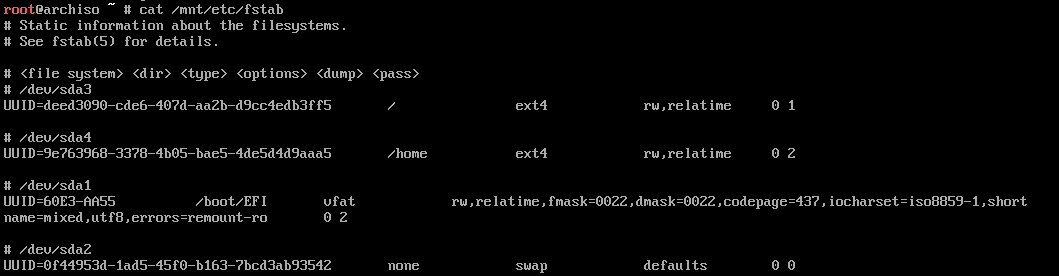 root@archiso ~ # cat /mnt/etc/fstab
# Static information about the filesystems.
# See fstab(5) for details.
# <file system> <dir> <type> <options> <dump> <pass>
# /dev/sda3
UUID=deed3090-cde6-407d-aa2b-d9cc4edb3ff5 / ext4 rw,relatime 0 1
# /dev/sda4
UUID=9e763968-3378-4b05-bae5-4de5d4d9aaa5 /home ext4 rw,relatime 0 2
# /dev/sda1
UUID=60E3-AA55 /boot/EFI vfat rw,relatime,fmask=0022,dmask=0022,codepage=437,iocharset=iso8859-1,short
name=mixed,utf8,errors=remount-ro 0 2
# /dev/sda2
UUID=0f44953d-1ad5-45f0-b163-7bcd3ab93542 none swap defaults 0 0